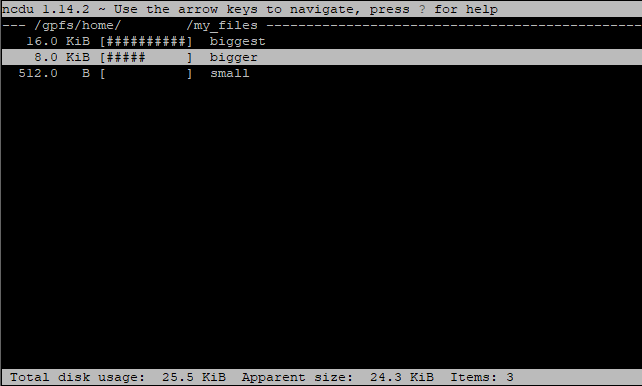 ncdu 1.14.2 ~ Use the arrow keys to navigate, press ? for help
--- /gpfs/home/         /my_files --------------------------------------------------
16.0 KiB [##########]  biggest
8.0 KiB [#####     ]  bigger
512.0   B [          ]  small
Total disk usage:  25.5 KiB  Apparent size:  24.3 KiB  Items: 3